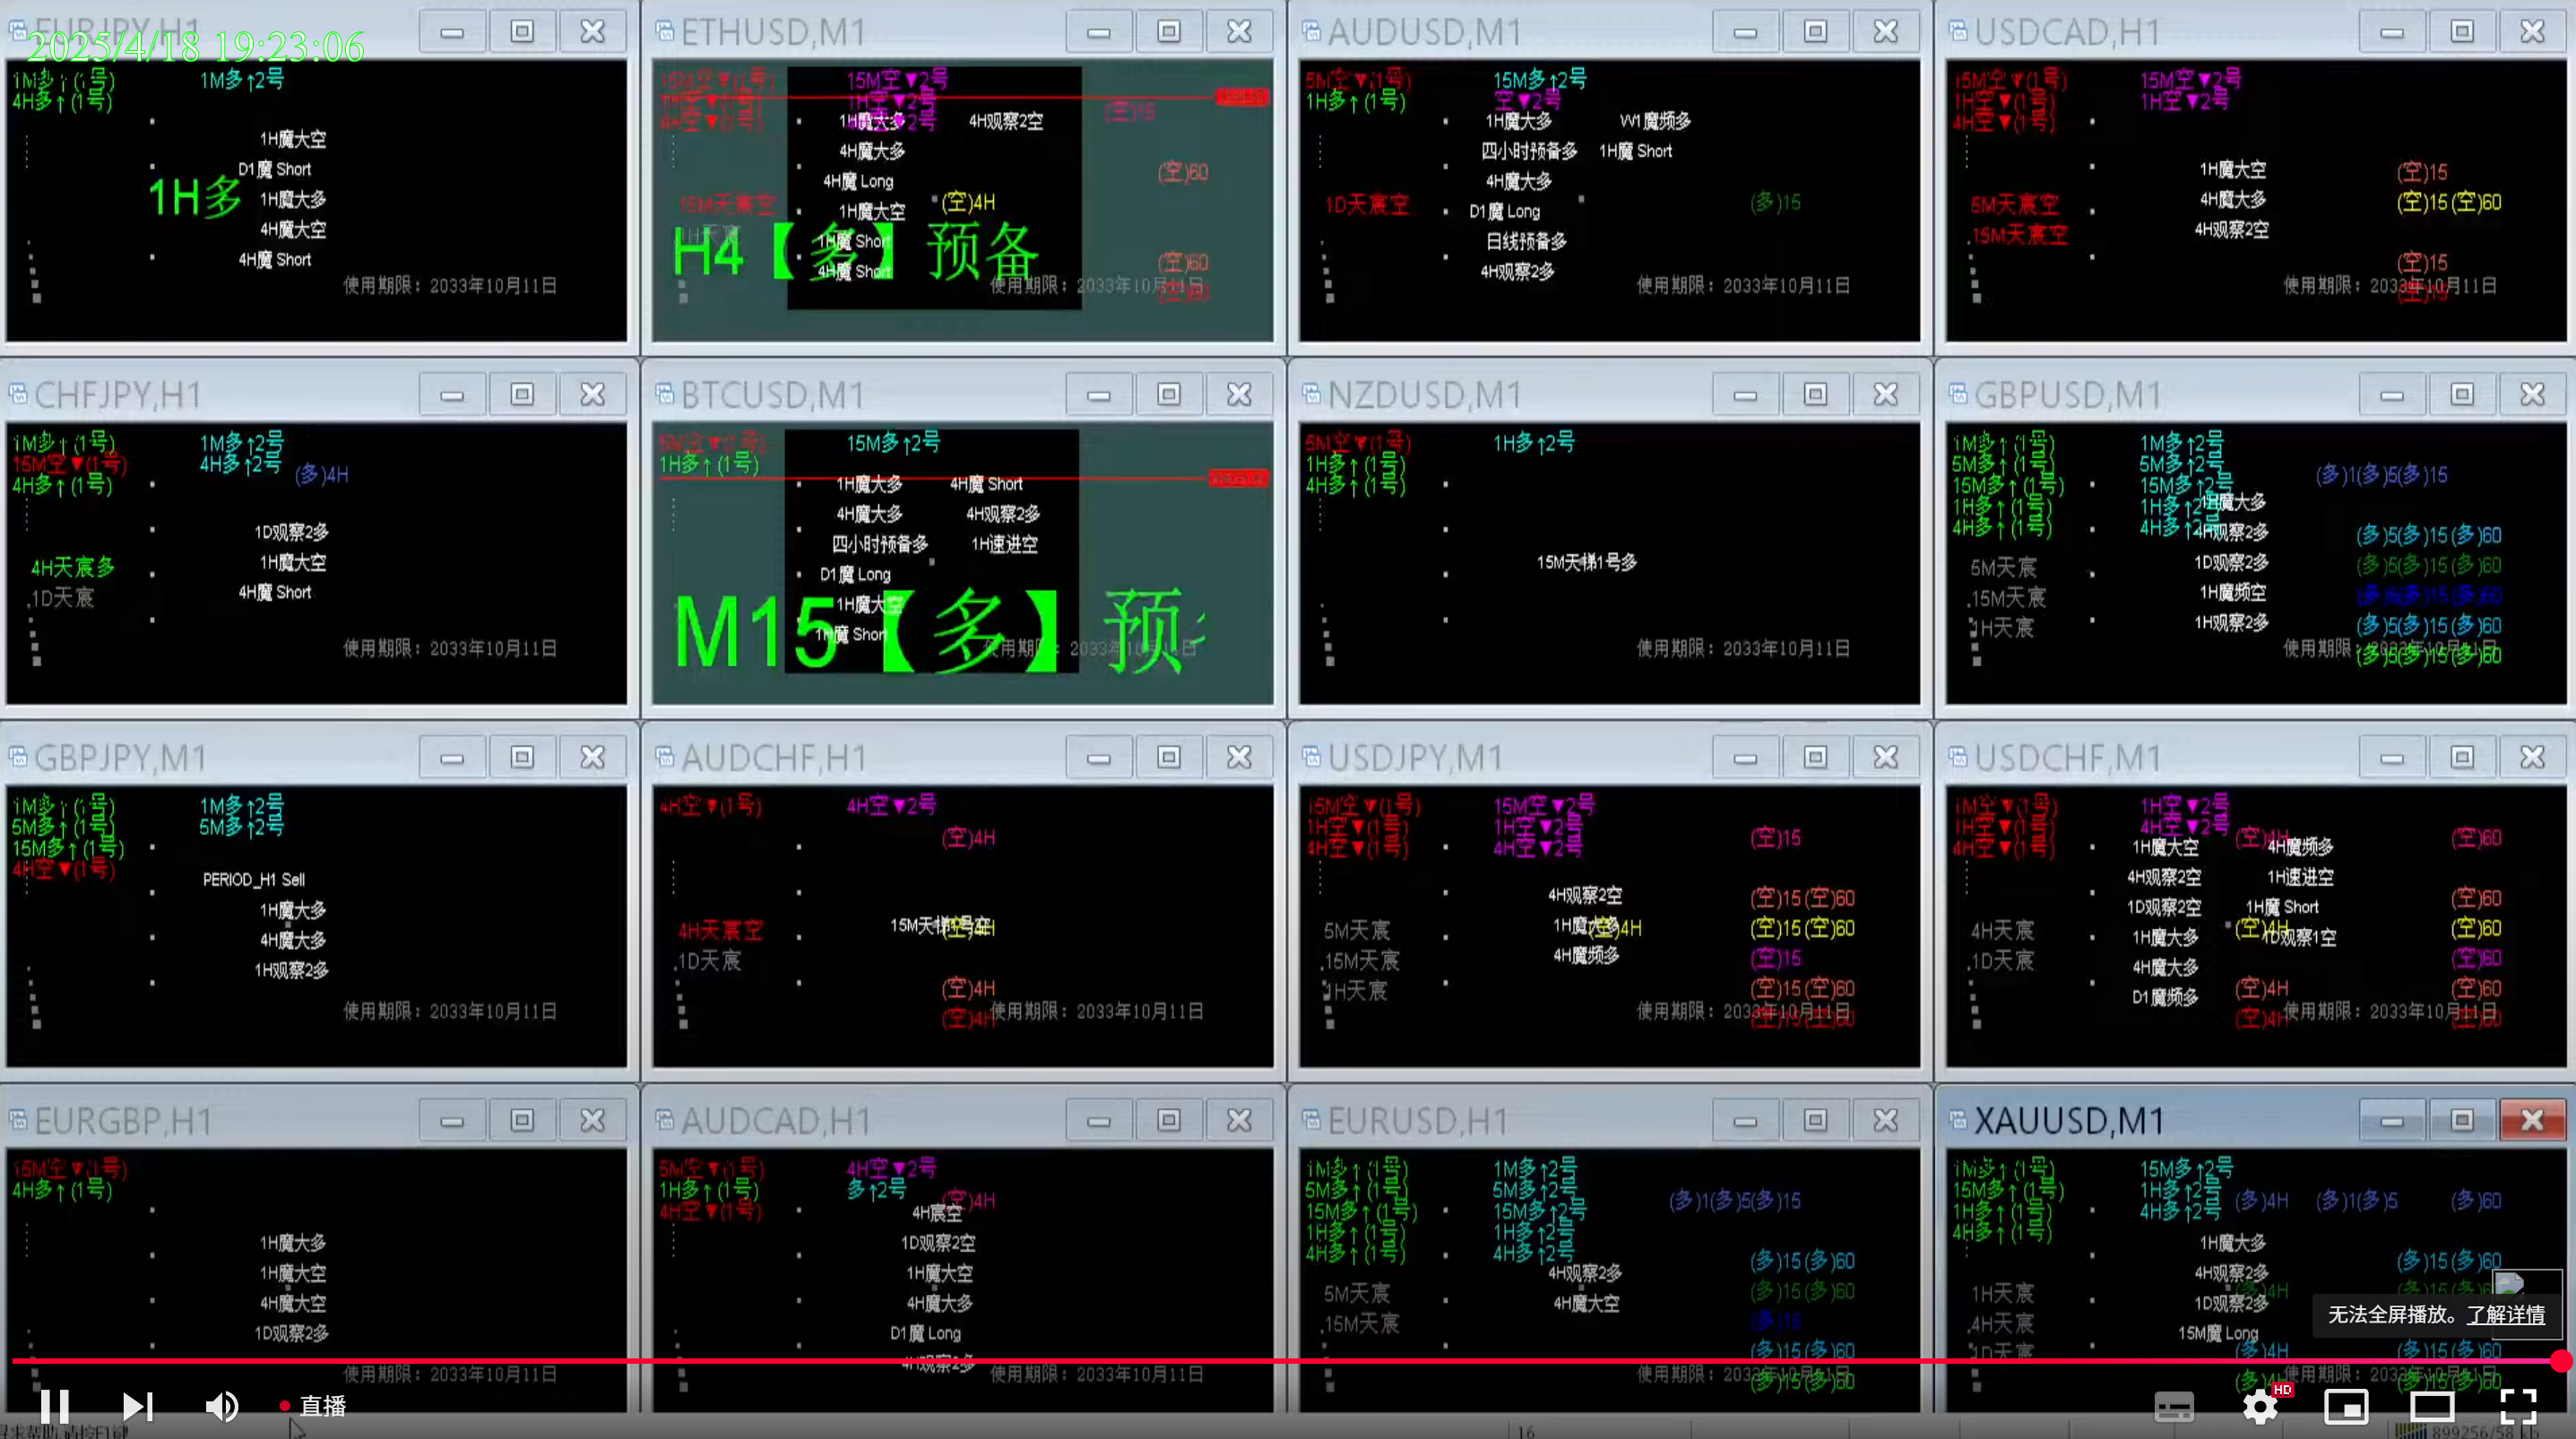 EURJPY,H1
2025/4/18 19:23:06
1M多↑(1号)
1M多↑2号
4H多↑(1号)
1H魔大空
D1魔 Short
1H多
1H魔大多
4H魔大空
4H魔 Short
使用期限：2033年10月11日
ETHUSD,M1
15M空▼(1号)
15M空▼2号
1H空▼(1号)
1H空▼2号
(空)15
4H空▼(1号)
4H空▼2号
1H魔大多
4H观察2空
4H魔大多
(空)60
4H魔 Long
15M天宸空
1H魔大空
(空)4H
1H天宸
1H魔 Short
H4【多】 预备
(空)60
4H魔 Short
(空)60
使用期限：2033年10月11日
AUDUSD,M1
5M空▼(1号)
15M多↑2号
1H多↑(1号)
空▼2号
1H魔大多
W1魔频多
四小时预备多
1H魔 Short
4H魔大多
1D天宸空
(多)15
D1魔 Long
日线预备多
4H观察2多
使用期限：2033年10月11日
USDCAD,H1
15M空▼(1号)
15M空▼2号
1H空▼(1号)
1H空▼2号
4H空▼(1号)
1H魔大空
(空)15
5M天宸空
4H魔大多
(空)15(空)60
15M天宸空
4H观察2空
(空)15
(空)15
使用期限：2033年10月11日
CHFJPY,H1
1M多↑(1号)
1M多↑2号
15M空▼(1号)
4H多↑2号
(多)4H
4H多↑(1号)
1D观察2多
4H天宸多
1H魔大空
1D天宸
4H魔 Short
使用期限：2033年10月11日
BTCUSD,M1
5M空▼(1号)
15M多↑2号
1H多↑(1号)
1H魔大多
4H魔 Short
4H魔大多
4H观察2多
四小时预备多
1H速进空
D1魔 Long
1H魔大空
M15【多】 预
1H魔 Short
使用期限：2033年10月11日
NZDUSD,M1
5M空▼(1号)
1H多↑2号
1H多↑(1号)
4H多↑(1号)
15M天梯1号多
使用期限：2033年10月11日
GBPUSD,M1
1M多↑(1号)
1M多↑2号
5M多↑(1号)
5M多↑2号
(多)1(多)5(多)15
15M多↑(1号)
15M多↑2号
1H多↑(1号)
1H多↑2号
1H魔大多
4H多↑(1号)
4H多↑2号
4H观察2多
(多)5(多)15(多)60
5M天宸
1D观察2多
(多)5(多)15(多)60
15M天宸
1H魔频空
(多)5(多)15(多)60
1H天宸
1H观察2多
(多)5(多)15(多)60
(多)5(多)15(多)60
使用期限：2033年10月11日
GBPJPY,M1
1M多↑(1号)
1M多↑2号
5M多↑(1号)
5M多↑2号
15M多↑(1号)
4H空▼(1号)
PERIOD_H1 Sell
1H魔大多
4H魔大多
1H观察2多
使用期限：2033年10月11日
AUDCHF,H1
4H空▼(1号)
4H空▼2号
(空)4H
4H天宸空
15M天梯1号空
(空)4H
1D天宸
(空)4H
(空)4H
使用期限：2033年10月11日
USDJPY,M1
15M空▼(1号)
15M空▼2号
1H空▼(1号)
1H空▼2号
(空)15
4H空▼(1号)
4H空▼2号
4H观察2空
(空)15(空)60
5M天宸
1H魔大多
(空)4H
(空)15(空)60
15M天宸
4H魔频多
(空)15
1H天宸
(空)15(空)60
(空)15(空)60
使用期限：2033年10月11日
USDCHF,M1
1M空▼(1号)
1H空▼2号
1H空▼(1号)
4H空▼2号
(空)4H
(空)60
4H空▼(1号)
1H魔大空
4H魔频多
4H观察2空
1H速进空
1D观察2空
1H魔 Short
(空)60
4H天宸
1H魔大多
(空)4H
1D观察1空
(空)60
1D天宸
4H魔大多
(空)60
D1魔频多
(空)4H
(空)60
(空)4H
(空)60
使用期限：2033年10月11日
EURGBP,H1
15M空▼(1号)
4H多↑(1号)
1H魔大多
1H魔大空
4H魔大空
1D观察2多
使用期限：2033年10月11日
AUDCAD,H1
5M空▼(1号)
4H空▼2号
1H多↑(1号)
多↑2号
(空)4H
4H空▼(1号)
4H宸空
1D观察2空
1H魔大空
4H魔大多
D1魔 Long
4H观察2多
使用期限：2033年10月11日
EURUSD,H1
1M多↑(1号)
1M多↑2号
5M多↑(1号)
5M多↑2号
(多)1(多)5(多)15
15M多↑(1号)
15M多↑2号
1H多↑(1号)
1H多↑2号
4H多↑(1号)
4H多↑2号
4H观察2多
(多)15(多)60
5M天宸
4H魔大空
(多)15(多)60
15M天宸
(多)15
(多)15(多)60
(多)15(多)60
使用期限：2033年10月11日
XAUUSD,M1
1M多↑(1号)
15M多↑2号
15M多↑(1号)
1H多↑2号
(多)4H
(多)1(多)5
(多)60
1H多↑(1号)
4H多↑2号
4H多↑(1号)
1H魔大多
4H观察2多
(多)15(多)60
1H天宸
1D观察2多
(多)4H
4H天宸
15M魔 Long
无法全屏播放。了解详情
1D天宸
(多)4H
(多)15(多)60
(多)4H
使用期限：2033年10月11日
直播
HD
16
899256/58 kb